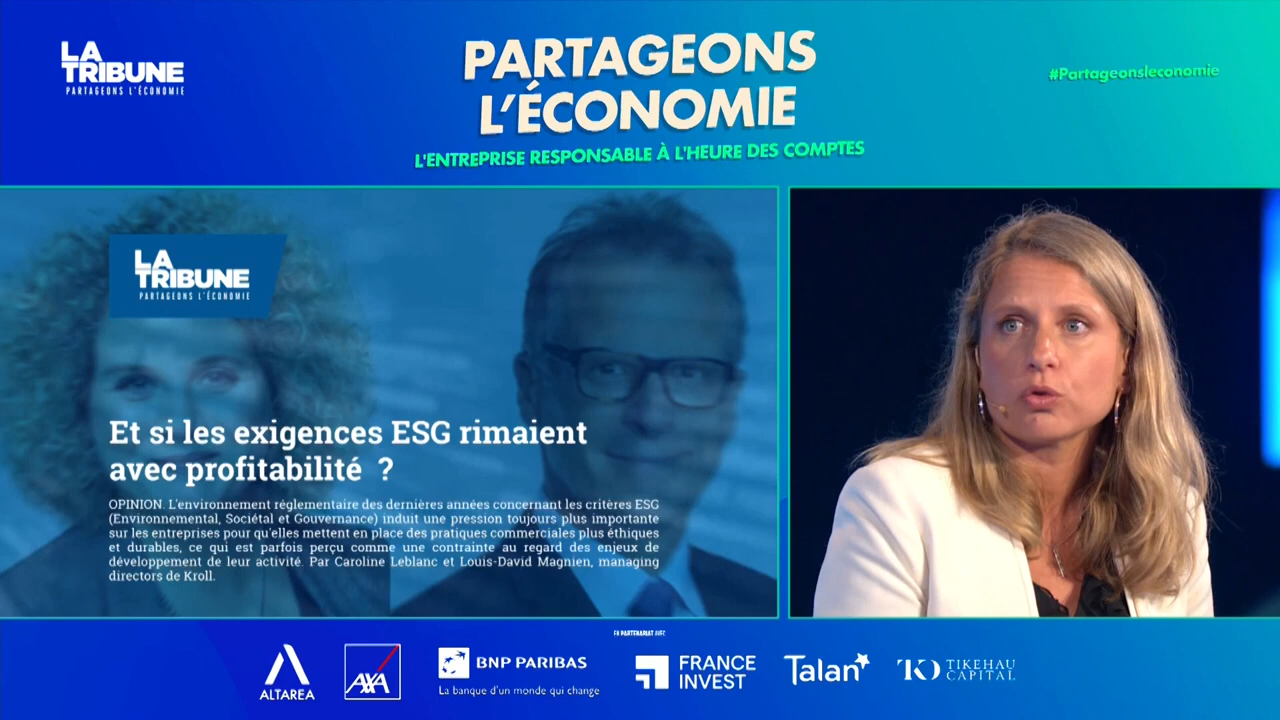 LA
TRIBUNE
PARTAGEONS L'ÉCONOMIE
PARTAGEONS
L'ÉCONOMIE
L'ENTREPRISE RESPONSABLE À L'HEURE DES COMPTES
#Partageonsleconomie
LA
TRIBUNE
PARTAGEONS L'ÉCONOMIE
Et si les exigences ESG rimaient
avec profitabilité ?
OPINION. L'environnement réglementaire des dernières années concernant les critères ESG
(Environnemental, Sociétal et Gouvernance) induit une pression toujours plus importante
sur les entreprises pour qu'elles mettent en place des pratiques commerciales plus éthiques
et durables, ce qui est parfois perçu comme une contrainte au regard des enjeux de
développement de leur activité. Par Caroline Leblanc et Louis-David Magnien, managing
directors de Kroll.
EN PARTENARIAT AVEC
ALTAREA
AXA
BNP PARIBAS
La banque d'un monde qui change
FRANCE
INVEST
Talan
TIKEHAU
CAPITAL